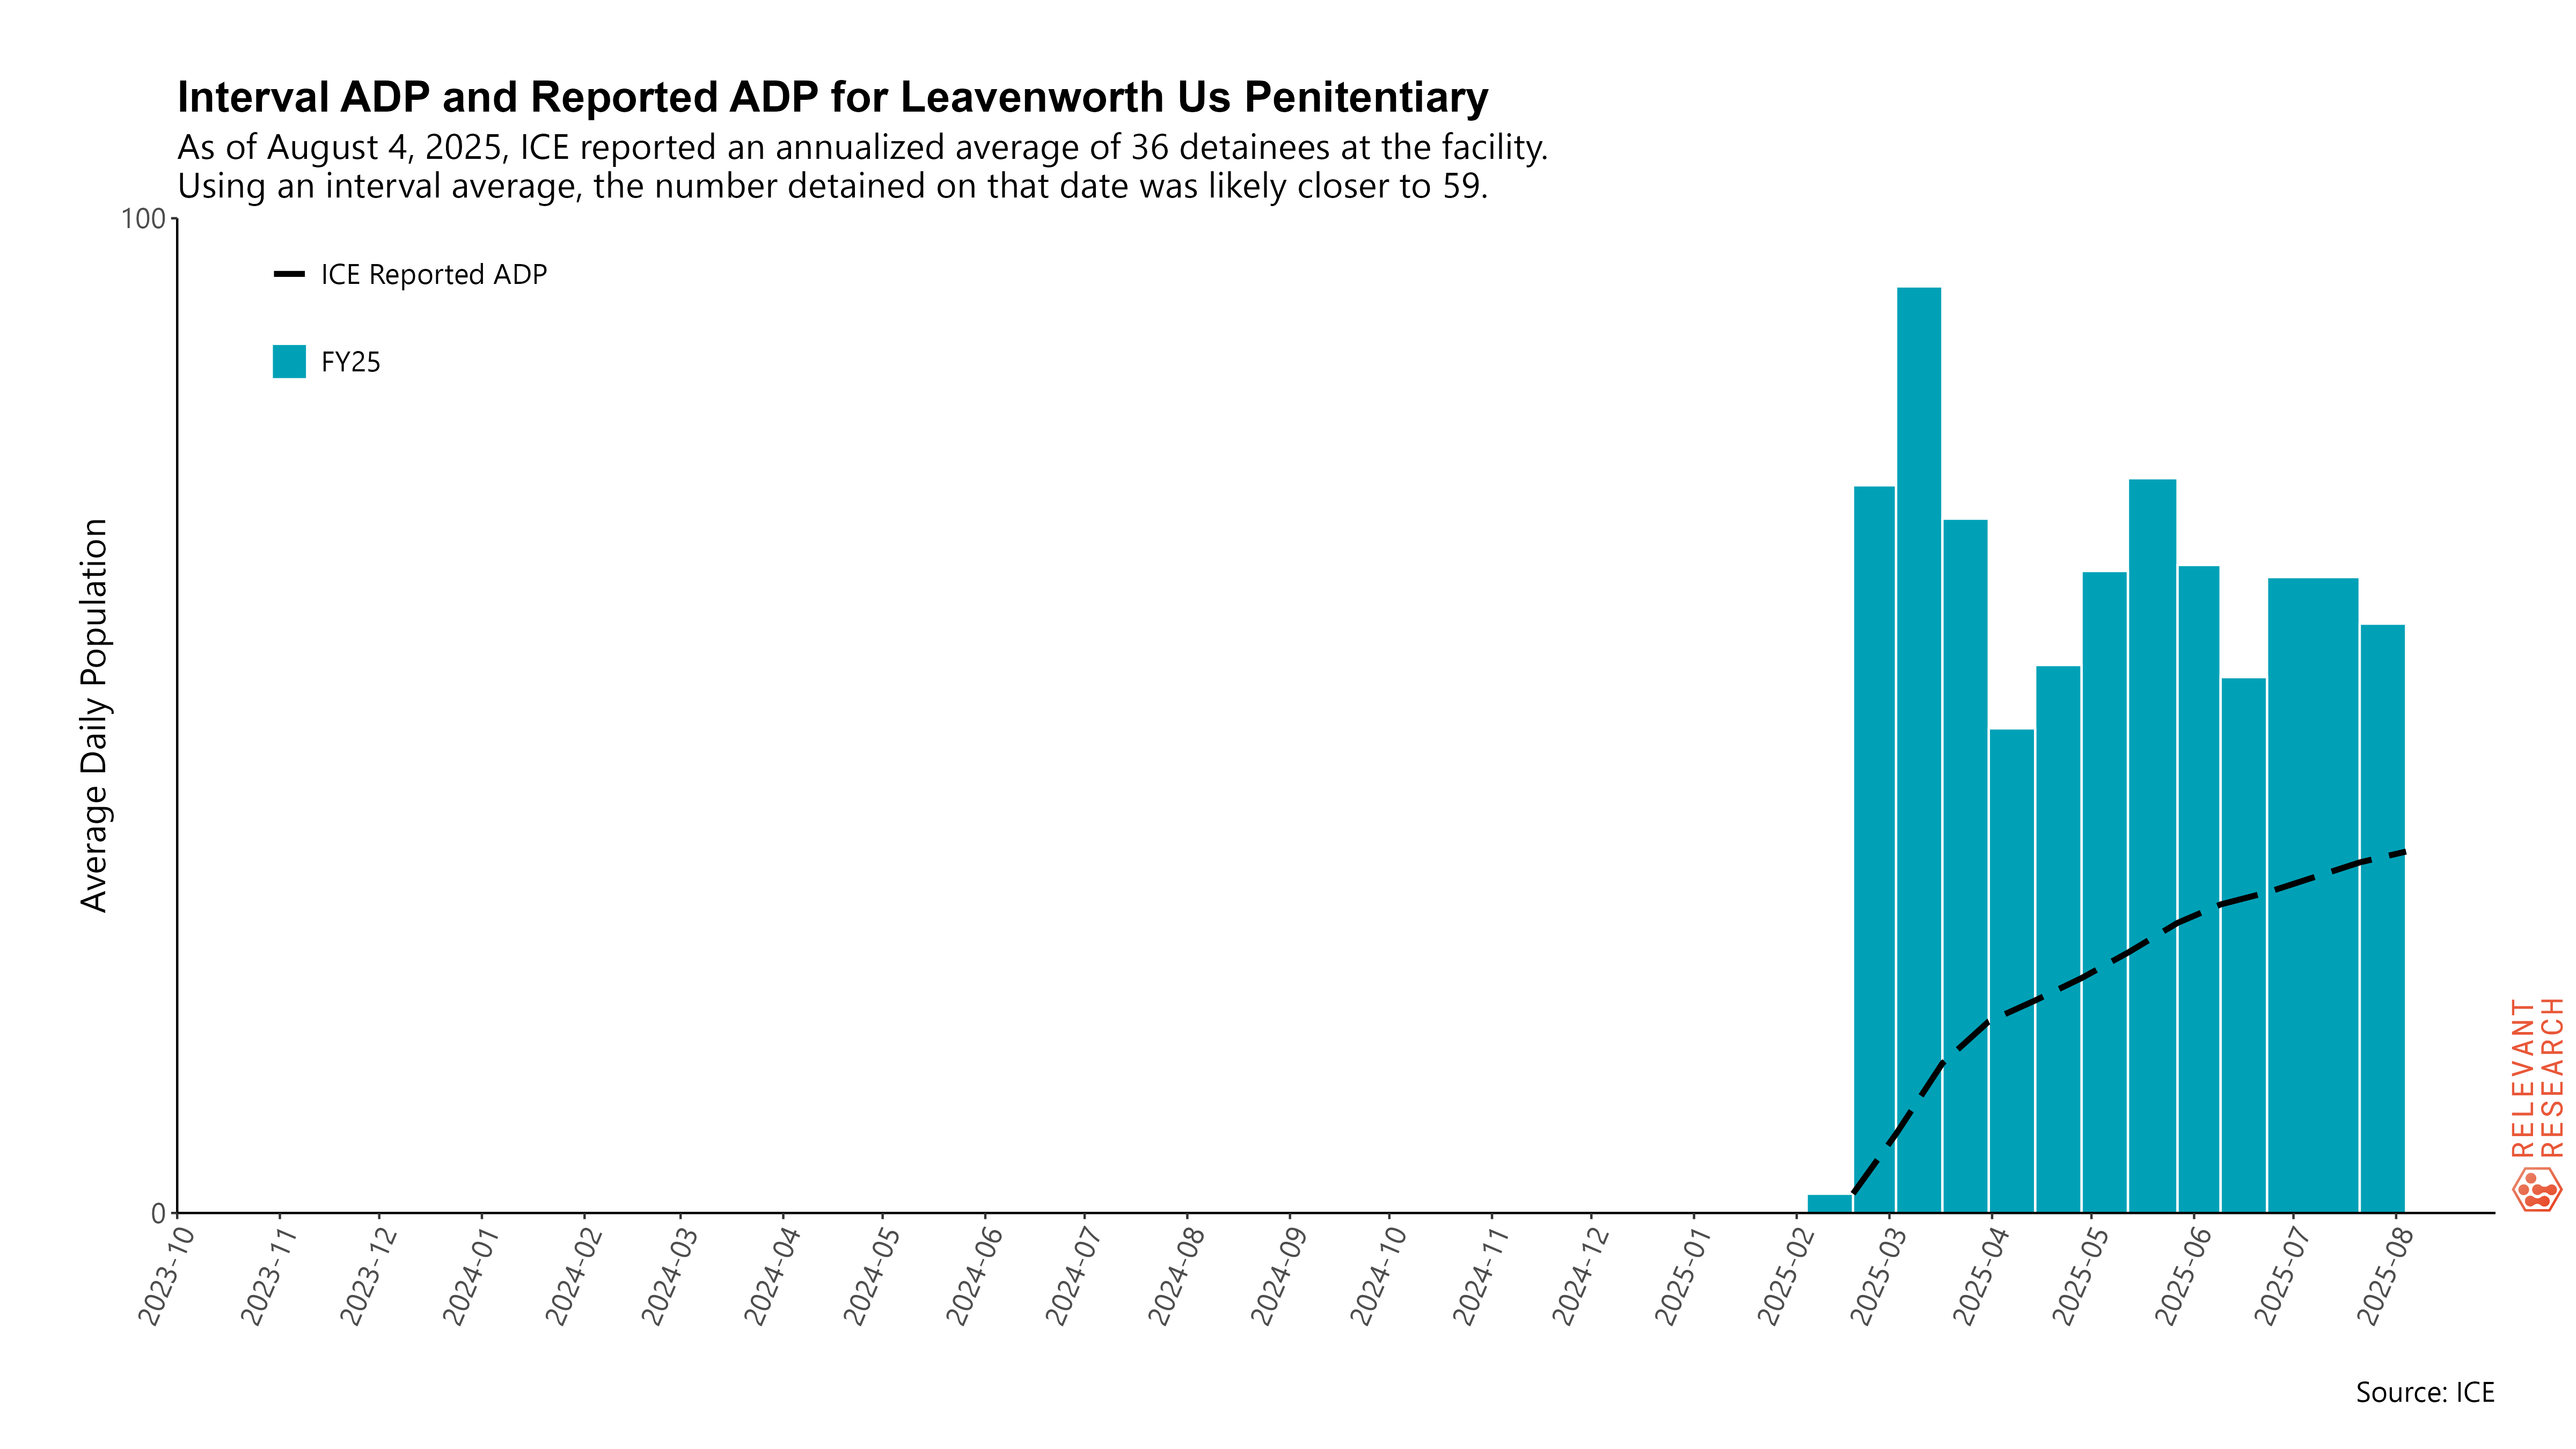 Interval ADP and Reported ADP for Leavenworth Us Penitentiary
As of August 4, 2025, ICE reported an annualized average of 36 detainees at the facility.
Using an interval average, the number detained on that date was likely closer to 59.
100
ICE Reported ADP
FY25
Average Daily Population
0
2023-10
2023-11
2023-12
2024-01
2024-02
2024-03
2024-04
2024-05
2024-06
2024-07
2024-08
2024-09
2024-10
2024-11
2024-12
2025-01
2025-02
2025-03
2025-04
2025-05
2025-06
2025-07
2025-08
RELEVANT
RESEARCH
Source: ICE